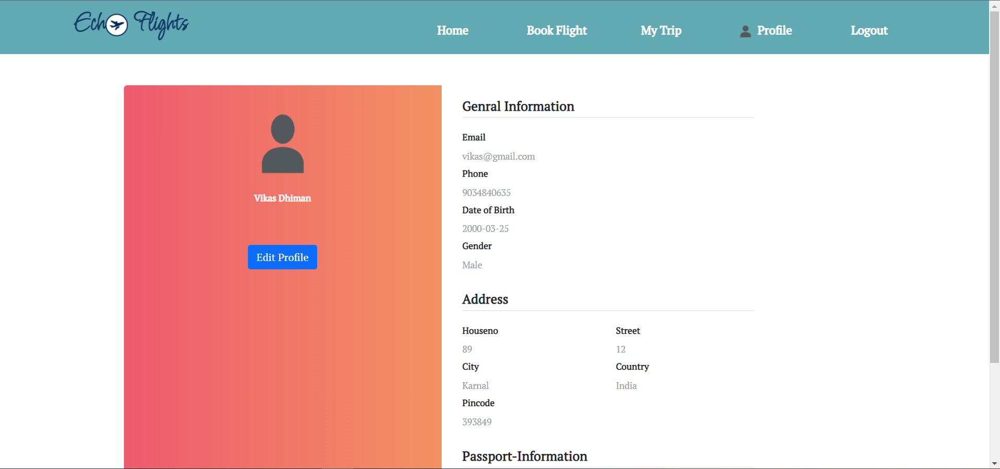 Echo Flights
Home Book Flight My Trip Profile Logout
Vikas Dhiman
Edit Profile
Genral Information
Email
vikas@gmail.com
Phone
9034840635
Date of Birth
2000-03-25
Gender
Male
Address
Houseno Street
89 12
City Country
Karnal India
Pincode
393849
Passport-Information